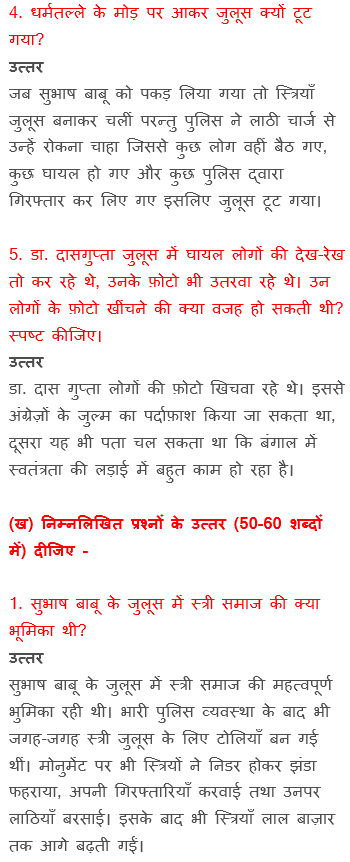 4. धर्मतल्ले के मोड़ पर आकर जुलूस क्यों टूट
गया?
उत्तर
जब सुभाष बाबू को पकड़ लिया गया तो स्त्रियाँ
जुलूस बनाकर चलीं परन्तु पुलिस ने लाठी चार्ज से
उन्हें रोकना चाहा जिससे कुछ लोग वहीं बैठ गए,
कुछ घायल हो गए और कुछ पुलिस द्वारा
गिरफ्तार कर लिए गए इसलिए जुलूस टूट गया।
5. डा. दासगुप्ता जुलूस में घायल लोगों की देख-रेख
तो कर रहे थे, उनके फ़ोटो भी उतरवा रहे थे। उन
लोगों के फ़ोटो खींचने की क्या वजह हो सकती थी?
स्पष्ट कीजिए।
उत्तर
डा. दास गुप्ता लोगों की फ़ोटो खिचवा रहे थे। इससे
अंग्रेज़ों के जुल्म का पर्दाफ़ाश किया जा सकता था,
दूसरा यह भी पता चल सकता था कि बंगाल में
स्वतंत्रता की लड़ाई में बहुत काम हो रहा है।
(ख) निम्नलिखित प्रश्नों के उत्तर (50-60 शब्दों
में) दीजिए -
1. सुभाष बाबू के जुलूस में स्त्री समाज की क्या
भूमिका थी?
उत्तर
सुभाष बाबू के जुलूस में स्त्री समाज की महत्वपूर्ण
भुमिका रही थी। भारी पुलिस व्यवस्था के बाद भी
जगह-जगह स्त्री जुलूस के लिए टोलियाँ बन गई
थीं। मोनुमेंट पर भी स्त्रियों ने निडर होकर झंडा
फहराया, अपनी गिरफ्तारियाँ करवाई तथा उनपर
लाठियाँ बरसाई। इसके बाद भी स्त्रियाँ लाल बाज़ार
तक आगे बढ़ती गईं।